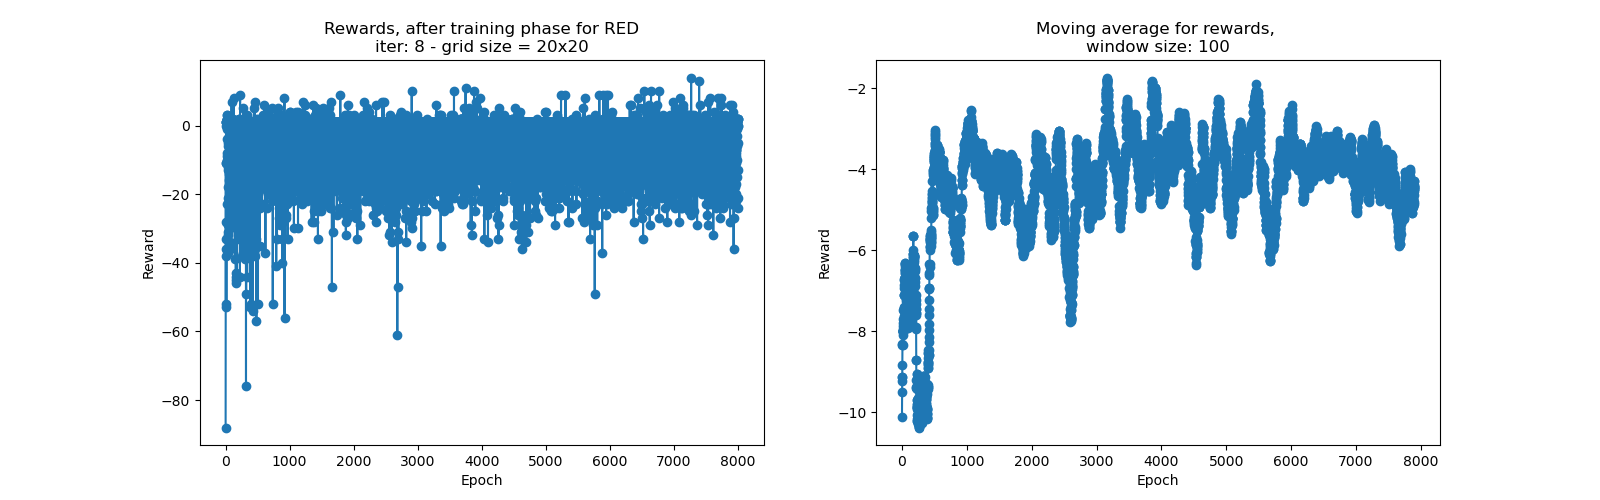 Rewards, after training phase for RED
iter: 8 - grid size = 20x20
0
−20
−40
−60
−80
Reward
0 1000 2000 3000 4000 5000 6000 7000 8000
Epoch
Moving average for rewards,
window size: 100
−2
−4
−6
−8
−10
Reward
0 1000 2000 3000 4000 5000 6000 7000 8000
Epoch